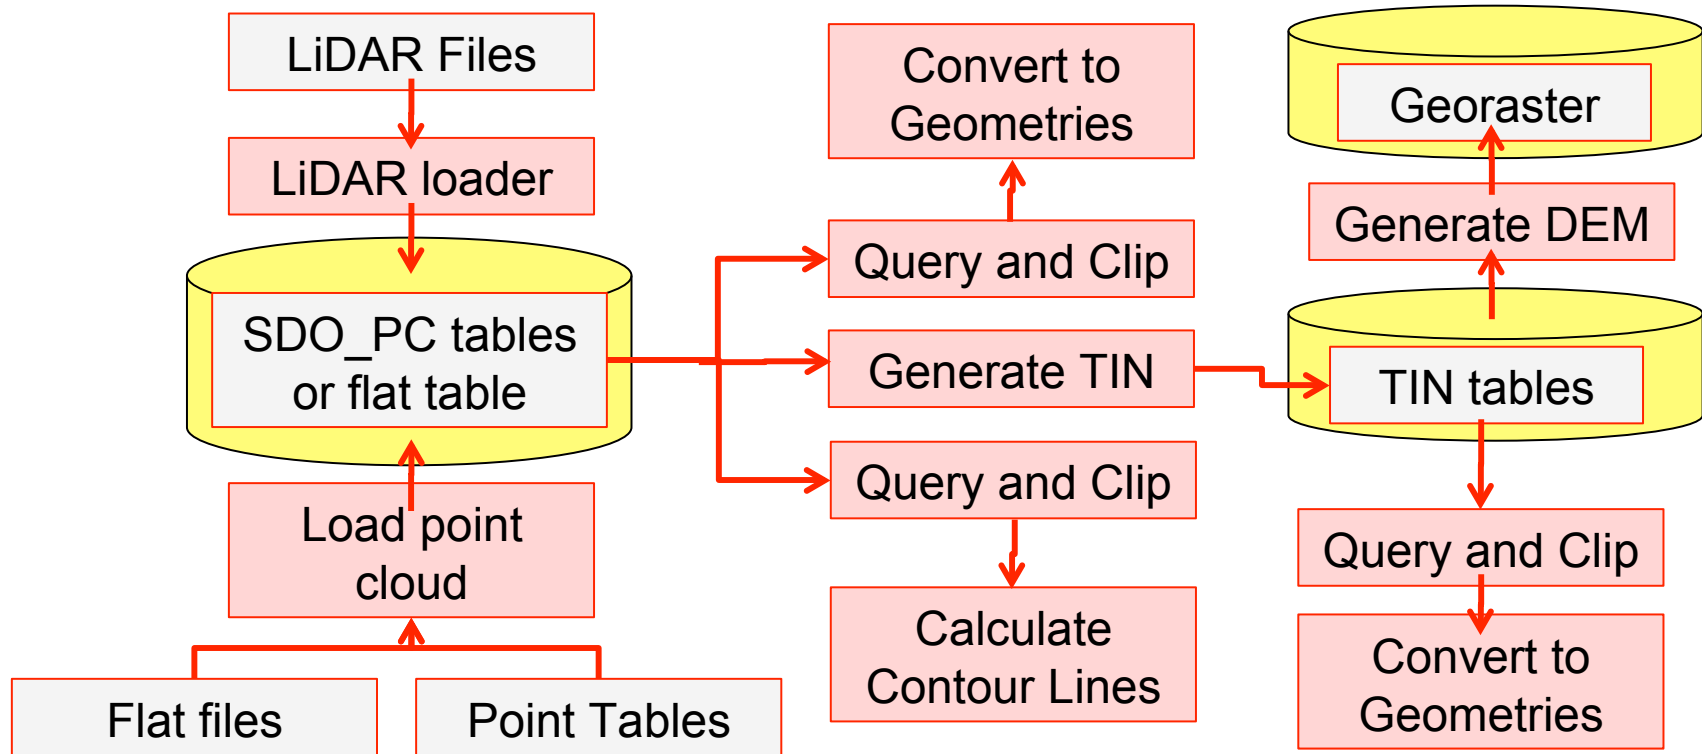 LiDAR Files
LiDAR loader
SDO_PC tables
or flat table
Load point
cloud
Flat files
Point Tables
Convert to
Geometries
Query and Clip
Generate TIN
Query and Clip
Calculate
Contour Lines
Georaster
Generate DEM
TIN tables
Query and Clip
Convert to
Geometries